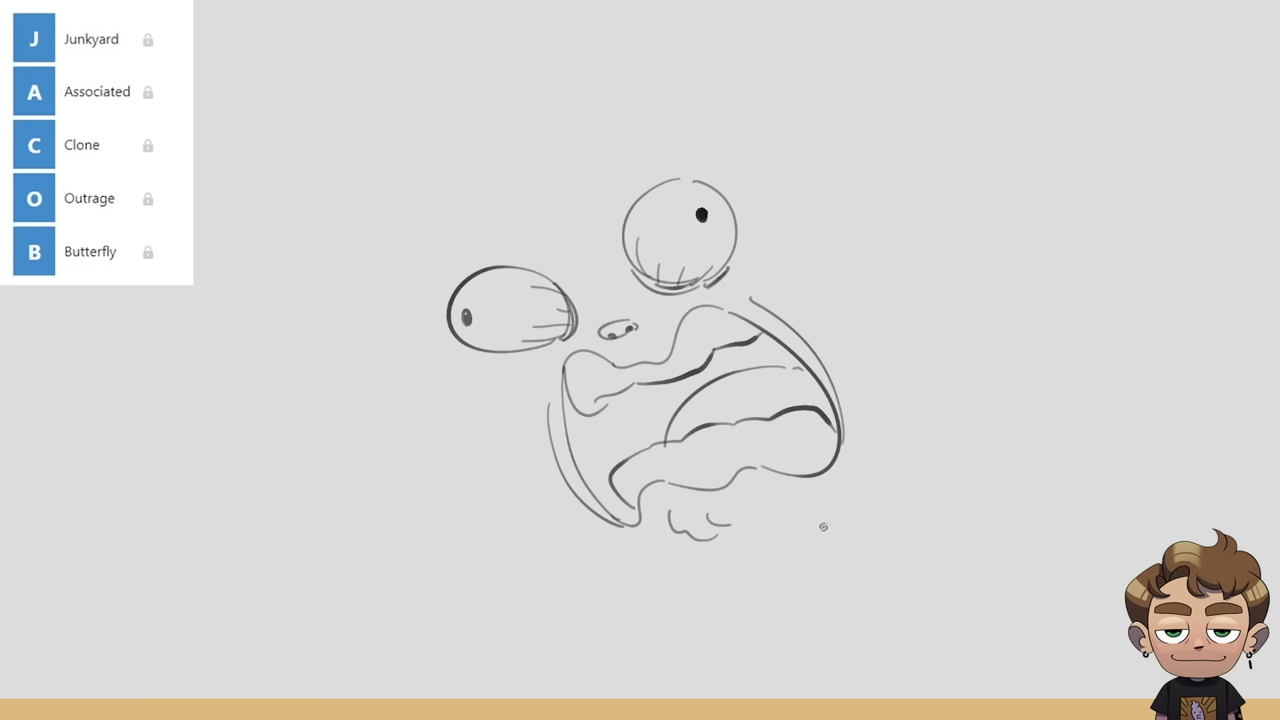 J Junkyard
A Associated
C Clone
O Outrage
B Butterfly